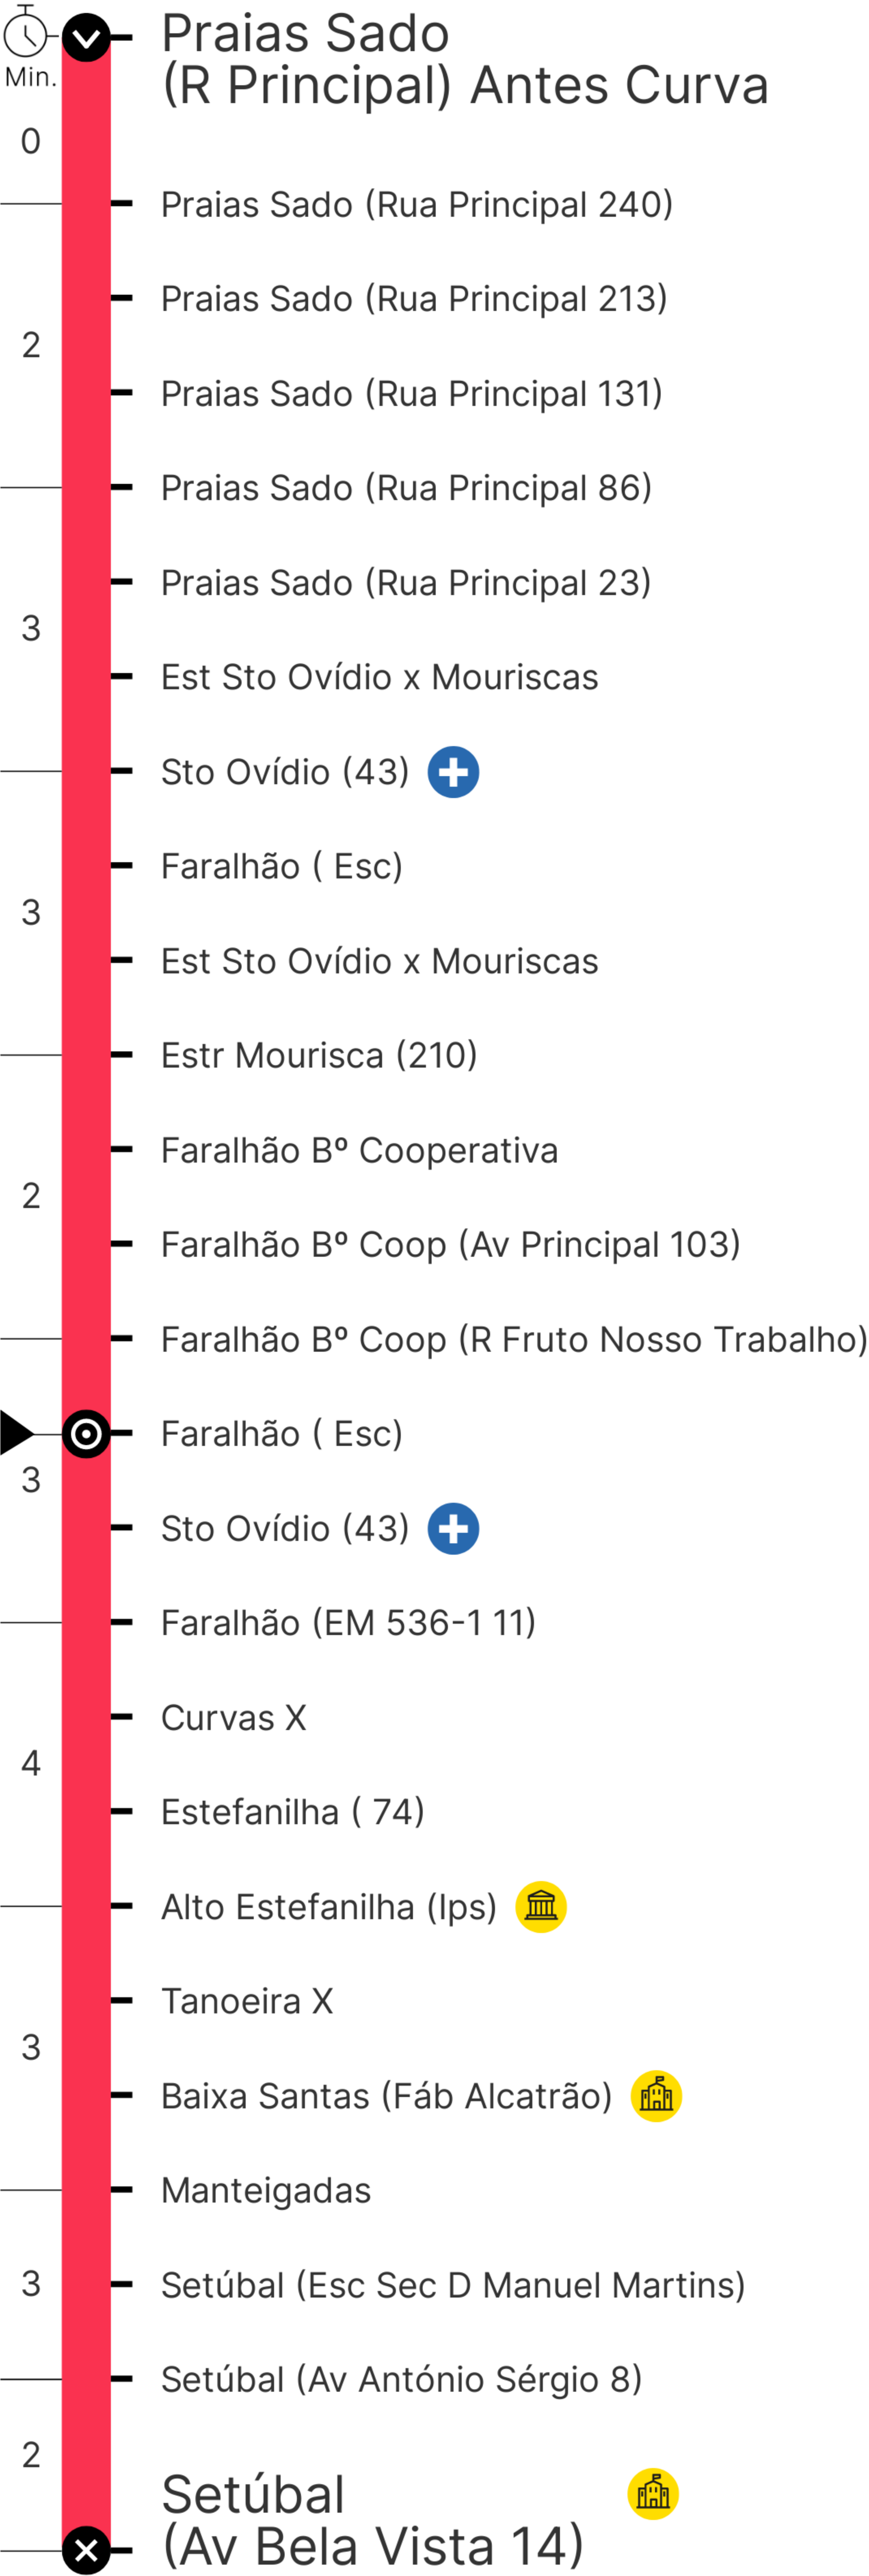 Praias Sado
(R Principal) Antes Curva
Min.
0
Praias Sado (Rua Principal 240)
Praias Sado (Rua Principal 213)
2
Praias Sado (Rua Principal 131)
Praias Sado (Rua Principal 86)
Praias Sado (Rua Principal 23)
3
Est Sto Ovídio x Mouriscas
Sto Ovídio (43)
Faralhão ( Esc)
3
Est Sto Ovídio x Mouriscas
Estr Mourisca (210)
Faralhão Bº Cooperativa
2
Faralhão Bº Coop (Av Principal 103)
Faralhão Bº Coop (R Fruto Nosso Trabalho)
Faralhão ( Esc)
3
Sto Ovídio (43)
Faralhão (EM 536-1 11)
Curvas X
4
Estefanilha ( 74)
Alto Estefanilha (Ips)
Tanoeira X
3
Baixa Santas (Fáb Alcatrão)
Manteigadas
3
Setúbal (Esc Sec D Manuel Martins)
Setúbal (Av António Sérgio 8)
2
Setúbal
(Av Bela Vista 14)